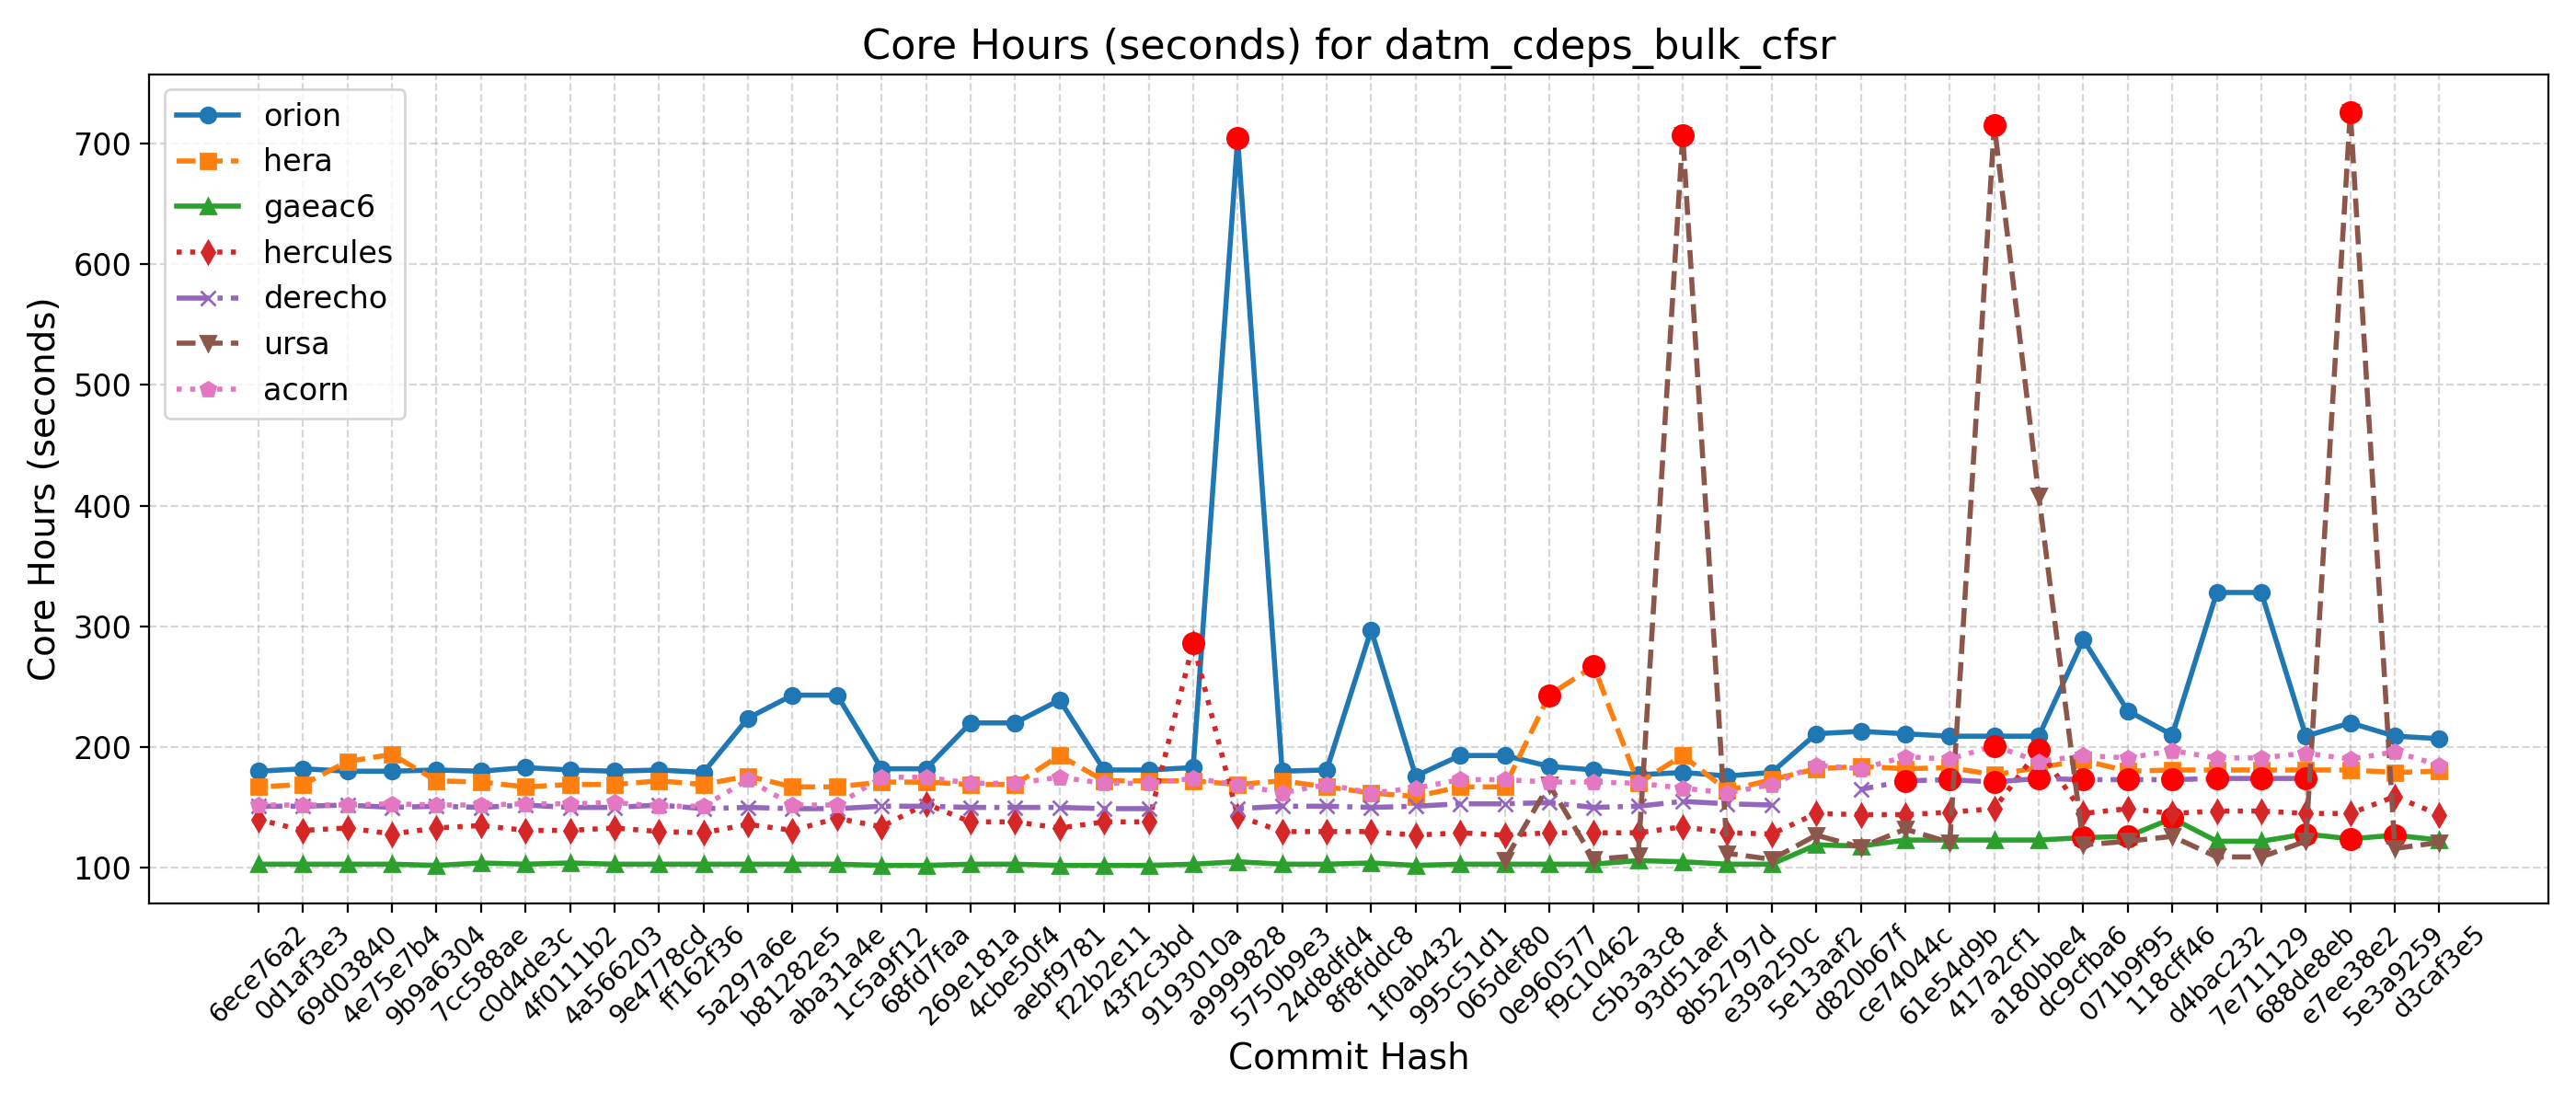 Core Hours (seconds) for datm_cdeps_bulk_cfsr
orion
hera
gaeac6
hercules
derecho
ursa
acorn
Core Hours (seconds)
700
600
500
400
300
200
100
6ece76a2
0d1af3e3
69d03840
4e75e7b4
9b9a6304
7cc588ae
c0d4de3c
4f0111b2
4a566203
9e4778cd
ff162f36
5a297a6e
b81282e5
aba31a4e
1c5a9f12
68fd7faa
269e181a
4cbe50f4
aebf9781
f22b2e11
43f2c3bd
9193010a
a9999828
5750b9e3
24d8dfd4
8f8fddc8
1f0ab432
995c51d1
065def80
0e960577
f9c10462
c5b3a3c8
93d51aef
8b52797d
e39a250c
5e13aaf2
d820b67f
ce74044c
61e54d9b
417a2cf1
a180bbe4
dc9cfba6
071b9f95
118cff46
d4bac232
7e711129
688de8eb
e7ee38e2
5e3a9259
d3caf3e5
Commit Hash